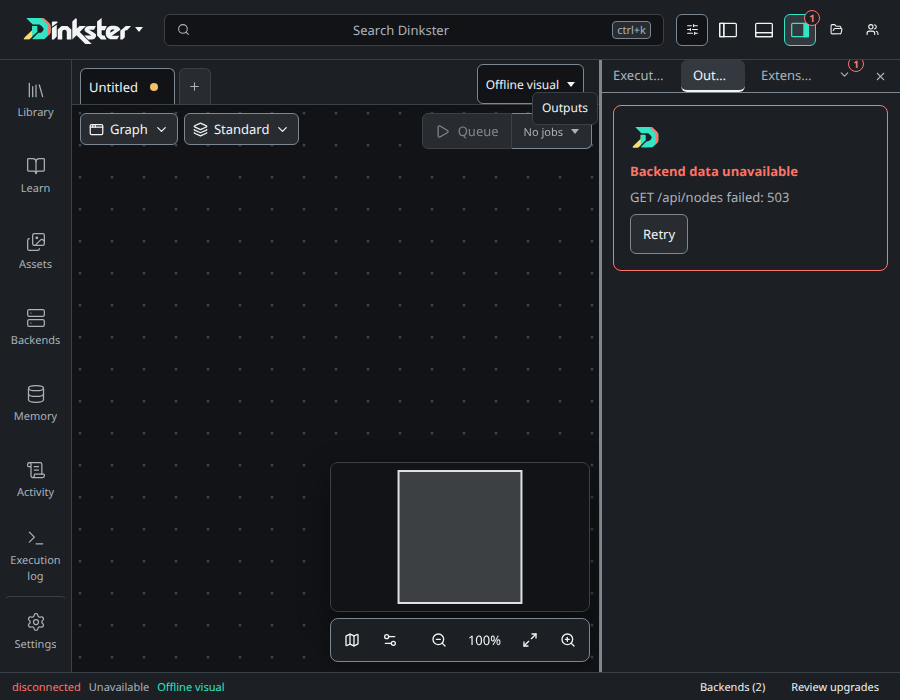 Dinkster
Search Dinkster
ctrl+k
1
Library
Learn
Assets
Backends
Memory
Activity
Execution
log
Settings
Untitled
+
Offline visual
Outputs
Graph
Standard
Queue
No jobs
100%
Execut...
Out...
Extens...
1
Backend data unavailable
GET /api/nodes failed: 503
Retry
disconnected
Unavailable
Offline visual
Backends (2)
Review upgrades